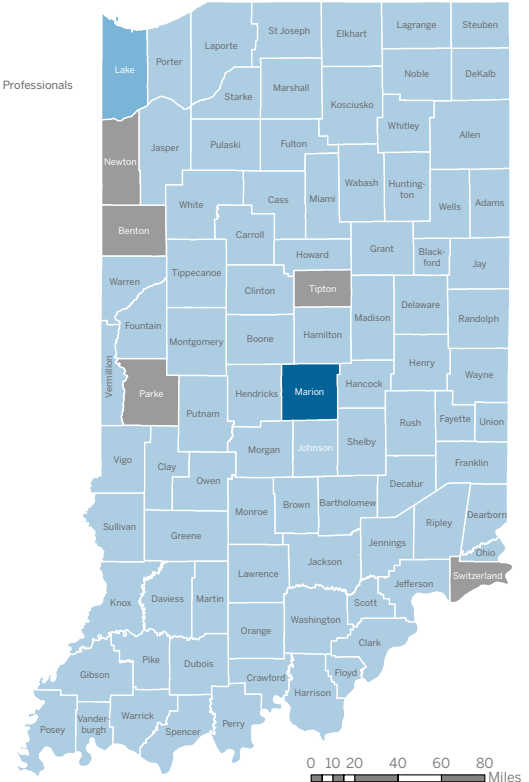 St Joseph
Elkhart
Lagrange
Steuben
Laporte
Porter
Lake
Professionals
Noble
DeKalb
Marshall
Starke
Kosciusko
Whitley
Allen
Newton
Jasper
Pulaski
Fulton
Wabash
Hunting-
ton
White
Cass
Miami
Wells
Adams
Benton
Carroll
Howard
Grant
Black-
ford
Jay
Warren
Tippecanoe
Clinton
Tipton
Delaware
Madison
Randolph
Fountain
Montgomery
Boone
Hamilton
Vermillion
Henry
Wayne
Parke
Hendricks
Marion
Hancock
Putnam
Rush
Fayette
Union
Morgan
Johnson
Shelby
Vigo
Clay
Franklin
Owen
Decatur
Monroe
Brown
Bartholomew
Dearborn
Sullivan
Greene
Ripley
Jennings
Ohio
Jackson
Lawrence
Switzerland
Jefferson
Knox
Daviess
Martin
Scott
Washington
Orange
Clark
Pike
Dubois
Gibson
Crawford
Floyd
Harrison
Posey
Vander-
burgh
Warrick
Spencer
Perry
0 10 20 40 60 80
Miles